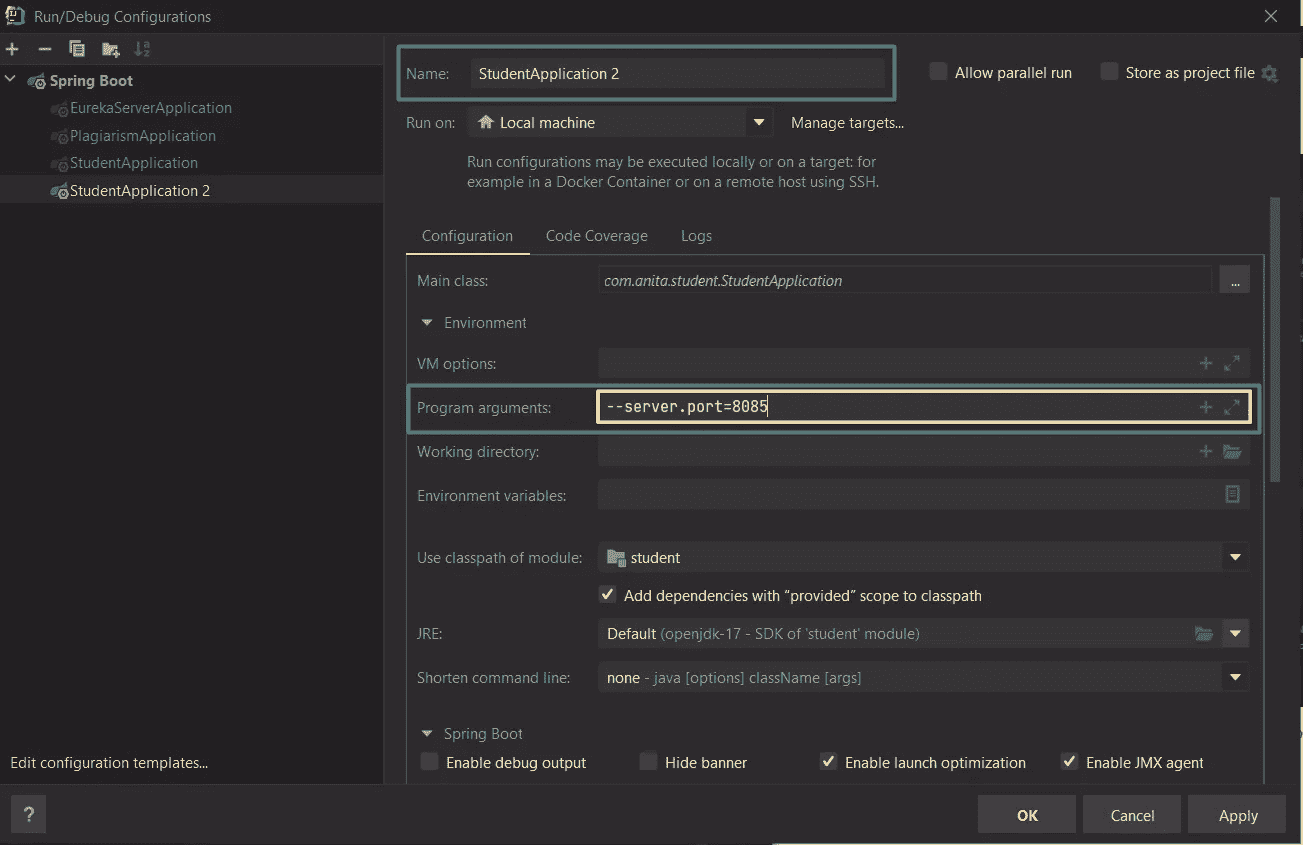 Run/Debug Configurations
Spring Boot
EurekaServerApplication
PlagiarismApplication
StudentApplication
StudentApplication 2
Edit configuration templates...
Name: StudentApplication 2
Allow parallel run
Store as project file
Run on: Local machine
Manage targets...
Run configurations may be executed locally or on a target: for
example in a Docker Container or on a remote host using SSH.
Configuration Code Coverage Logs
Main class: com.anita.student.StudentApplication ...
Environment
VM options:
Program arguments: --server.port=8085
Working directory:
Environment variables:
Use classpath of module: student
Add dependencies with “provided” scope to classpath
JRE: Default (openjdk-17 - SDK of 'student' module)
Shorten command line: none - java [options] className [args]
Spring Boot
Enable debug output Hide banner Enable launch optimization Enable JMX agent
? OK Cancel Apply